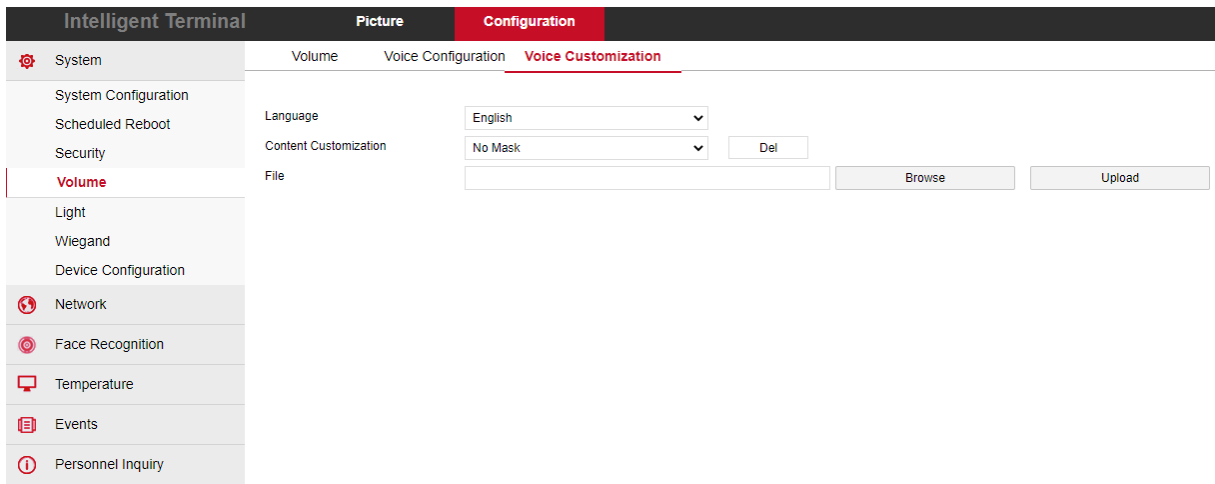 Intelligent Terminal Picture Configuration
System
Volume Voice Configuration Voice Customization
System Configuration
Scheduled Reboot
Security
Volume
Light
Wiegand
Device Configuration
Network
Face Recognition
Temperature
Events
Personnel Inquiry
Language English
Content Customization No Mask Del
File Browse Upload